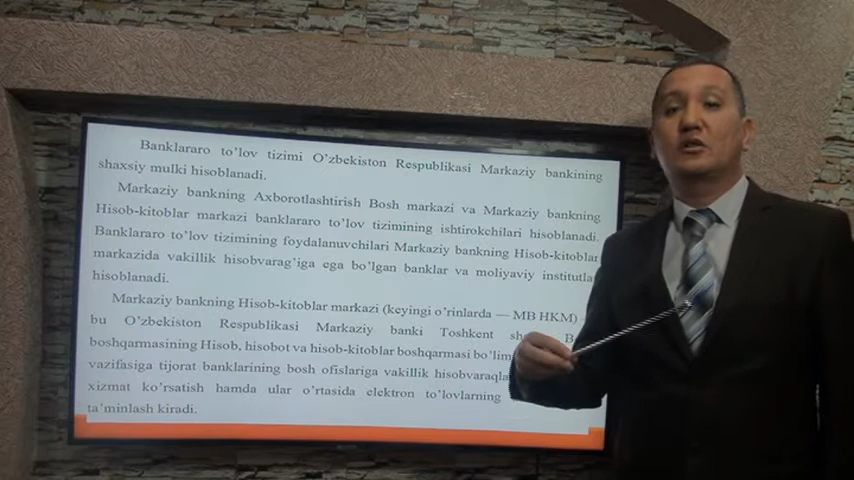 Banklararo to’lov tizimi O’zbekiston Respublikasi Markaziy bankining
shaxsiy mulki hisoblanadi.
Markaziy bankning Axborotlashtirish Bosh markazi va Markaziy bankning
Hisob-kitoblar markazi banklararo to’lov tizimining ishtirokchilari hisoblanadi.
Banklararo to’lov tizimining foydalanuvchilari Markaziy bankning Hisob-kitoblar
markazida vakillik hisobvarag’iga ega bo’lgan banklar va moliyaviy
hisoblanadi.
Markaziy bankning Hisob-kitoblar markazi (keyingi o’rinlarda — MB HKM)
bu O’zbekiston Respublikasi Markaziy banki Toshkent
boshqarmasining Hisob, hisobot va hisob-kitoblar boshqarmasi
vazifasiga tijorat banklarining bosh ofislariga vakillik
xizmat ko’rsatish hamda ular o’rtasida elektron to’lovlarning
ta’minlash kiradi.